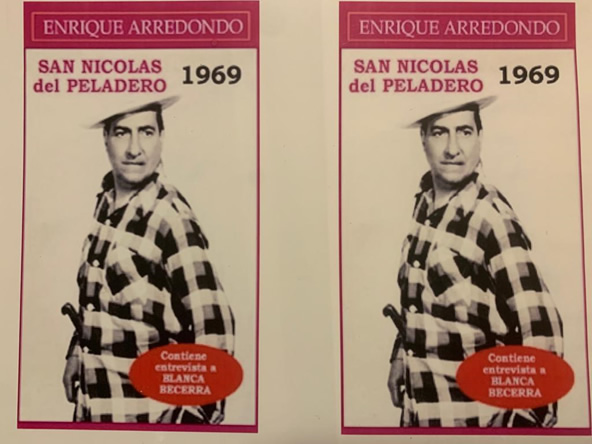 ENRIQUE ARREDONDO
SAN NICOLAS
del PELADERO
1969
Contiene
entrevista a
BLANCA
BECERRA
ENRIQUE ARREDONDO
SAN NICOLAS
del PELADERO
1969
Contiene
entrevista a
BLANCA
BECERRA